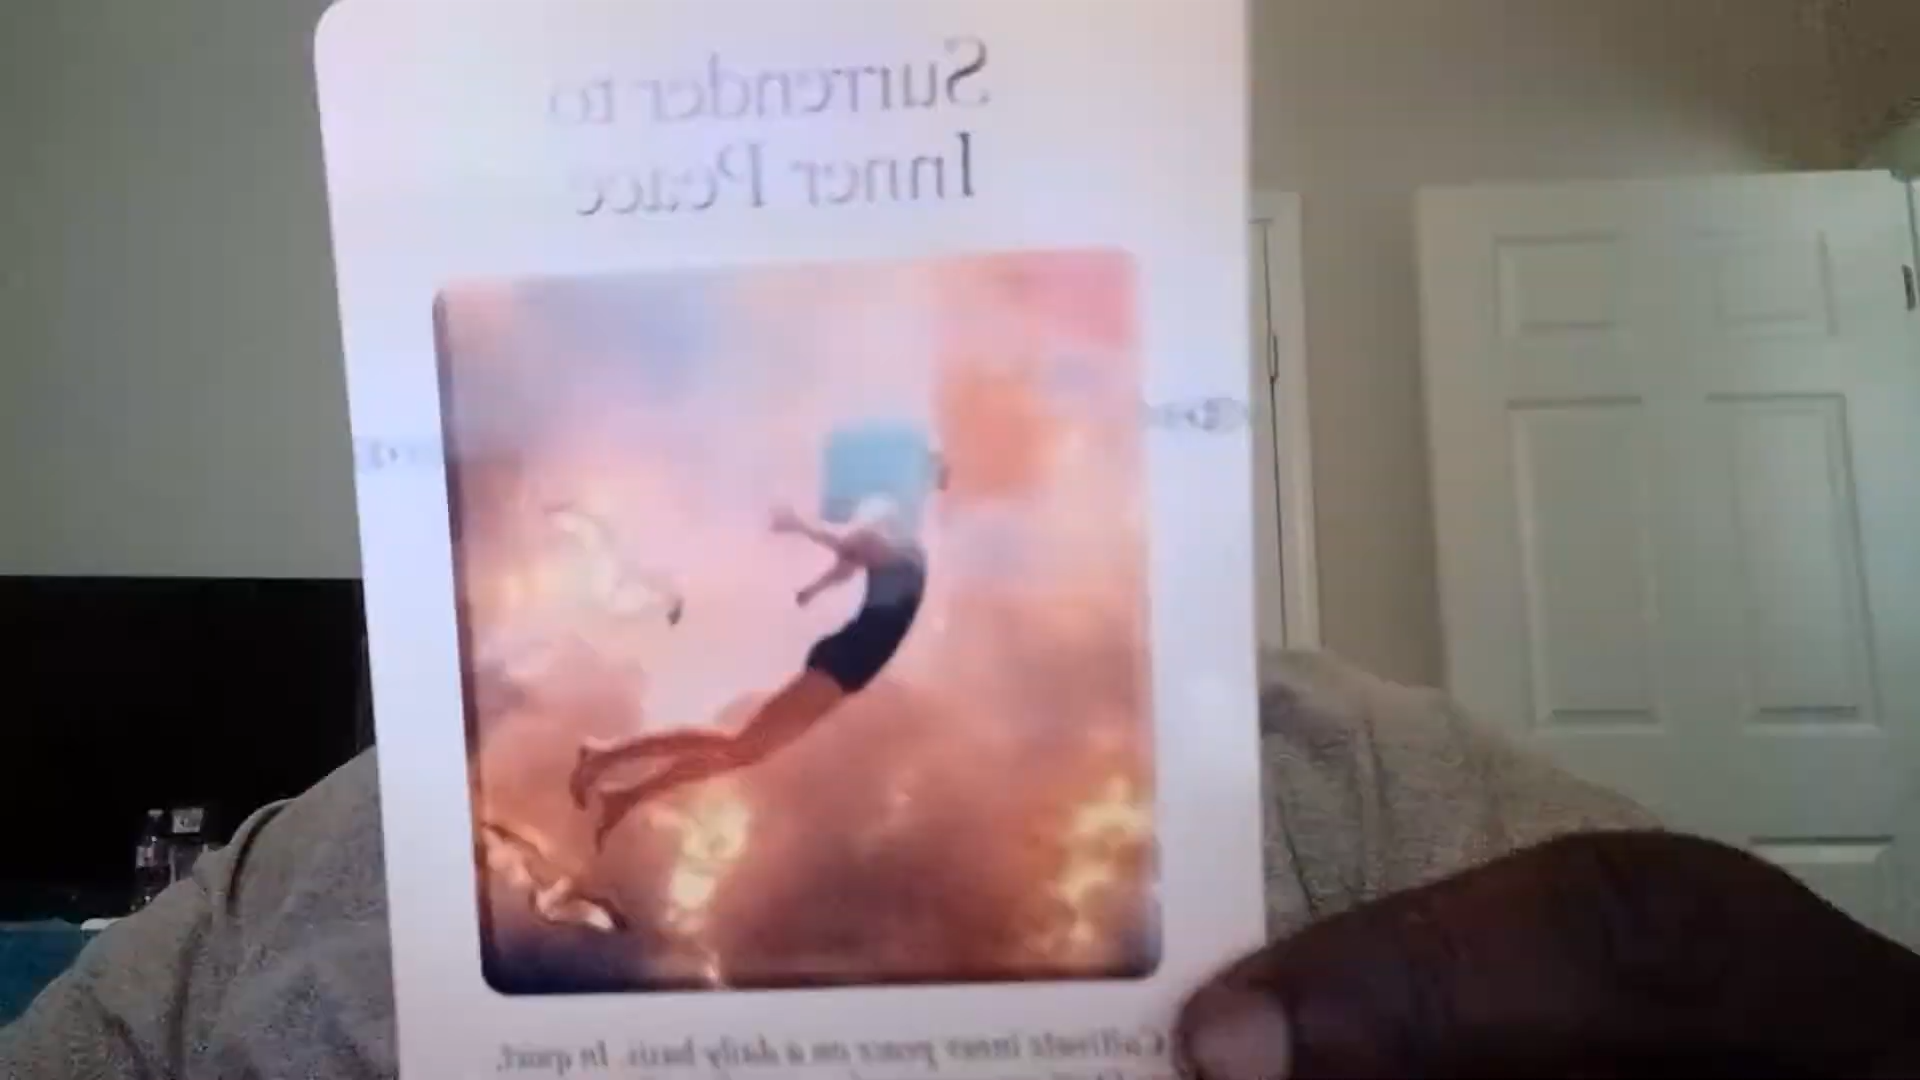 Surrender to
Inner Peace
Cultivate inner peace on a daily basis. In quiet,